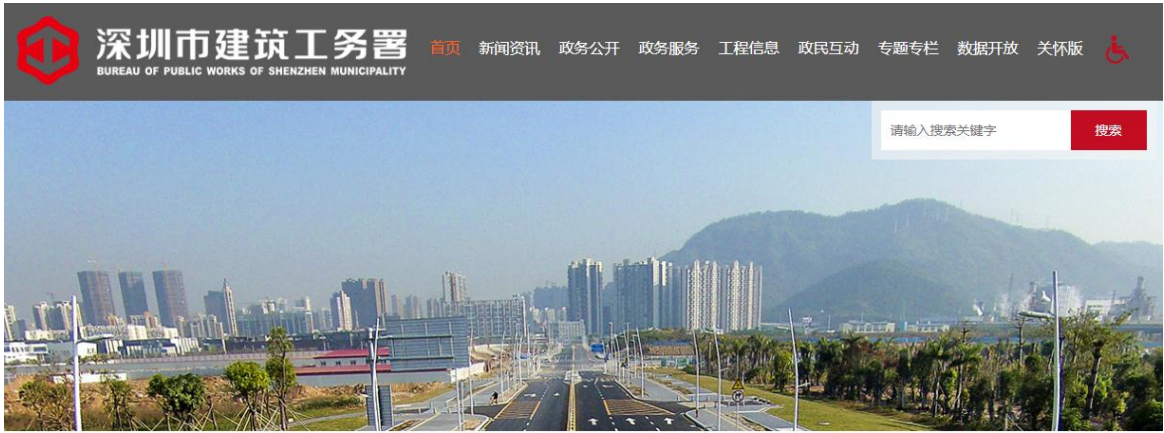 深圳市建筑工务署
BUREAU OF PUBLIC WORKS OF SHENZHEN MUNICIPALITY
首页 新闻资讯 政务公开 政务服务 工程信息 政民互动 专题专栏 数据开放 关怀版
请输入搜索关键字 搜索